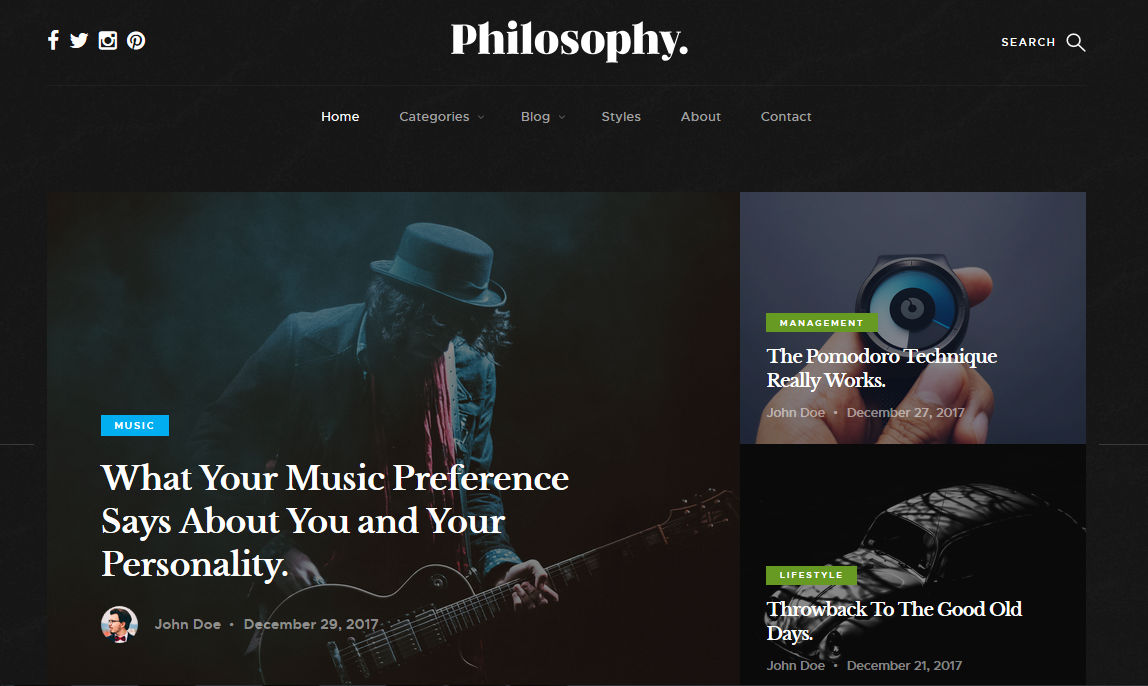 Philosophy.
SEARCH
Home Categories Blog Styles About Contact
MUSIC
What Your Music Preference
Says About You and Your
Personality.
John Doe • December 29, 2017
MANAGEMENT
The Pomodoro Technique
Really Works.
John Doe • December 27, 2017
LIFESTYLE
Throwback To The Good Old
Days.
John Doe • December 21, 2017